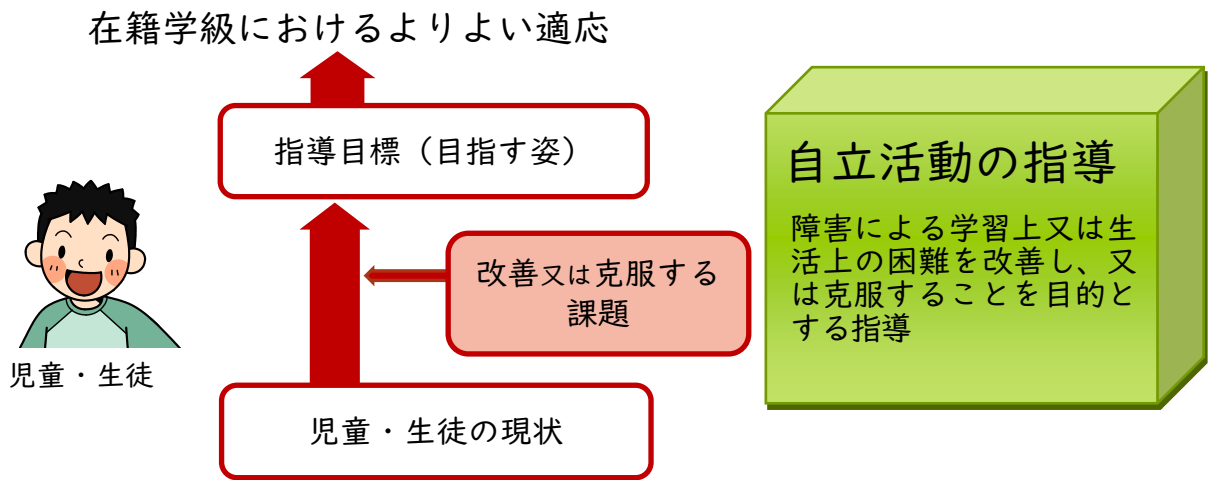 在籍学級におけるよりよい適応
指導目標（目指す姿）
改善又は克服する
課題
児童・生徒
児童・生徒の現状
自立活動の指導
障害による学習上又は生
活上の困難を改善し、又
は克服することを目的と
する指導